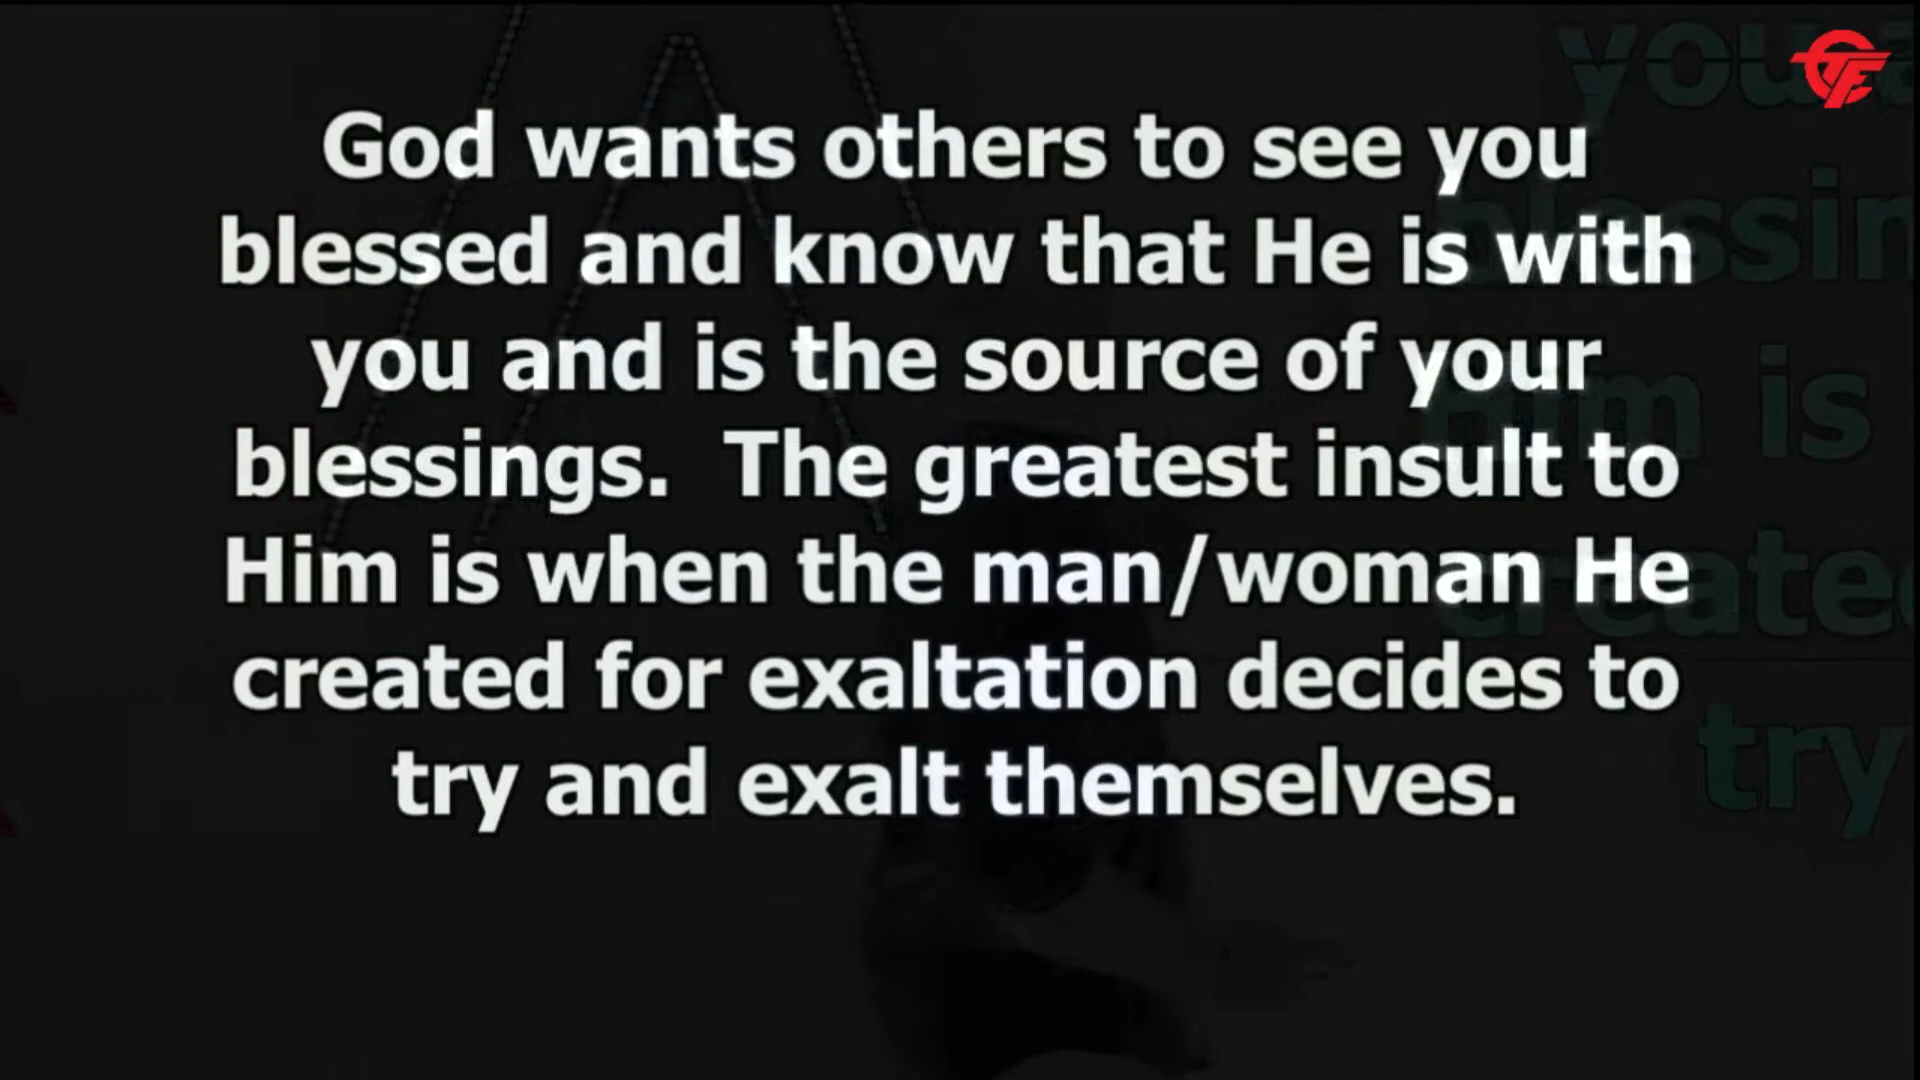 God wants others to see you
blessed and know that He is with
you and is the source of your
blessings.  The greatest insult to
Him is when the man/woman He
created for exaltation decides to
try and exalt themselves.